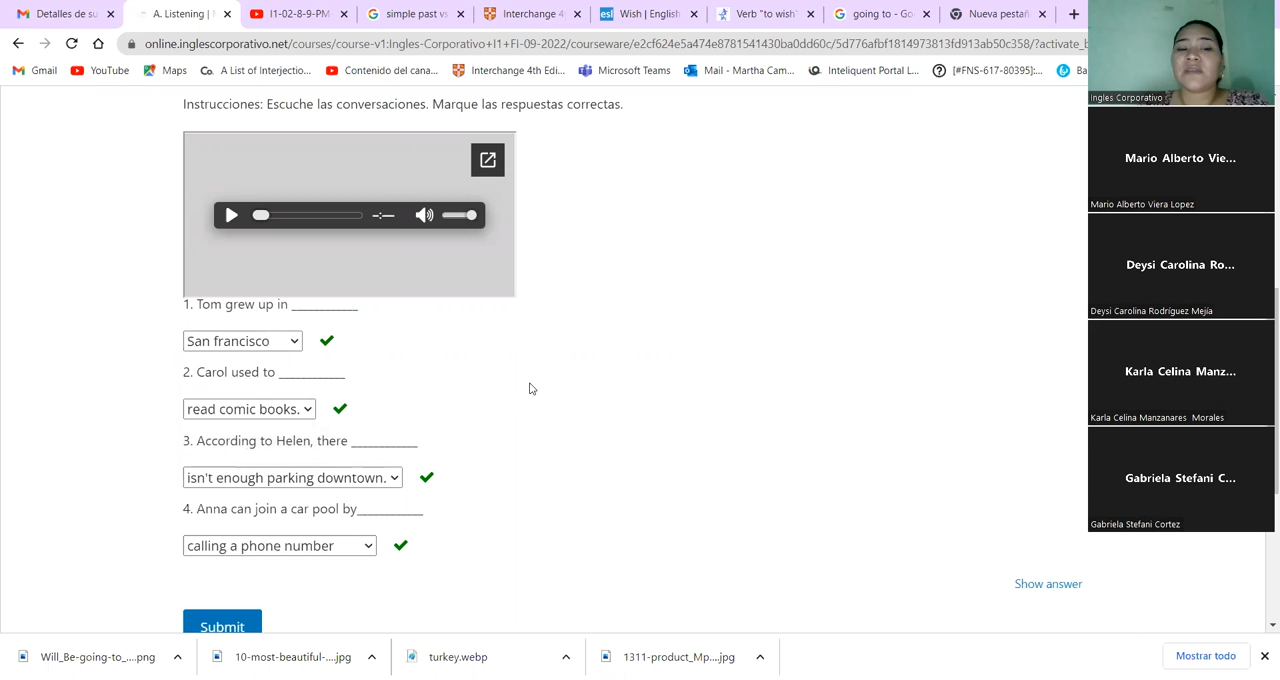 Detalles de su
A. Listening |
I1-02-8-9-PM-
simple past vs
Interchange 4
Wish | English
Verb "to wish"
going to - Go
Nueva pestañ
online.inglescorporativo.net/courses/course-v1:Ingles-Corporativo+I1+FI-09-2022/courseware/e2cf624e5a474e8781541430ba0dd60c/5d776afbf1814973813fd913ab50c358/?activate_b
Gmail
YouTube
Maps
A List of Interjectio...
Contenido del cana...
Interchange 4th Edi...
Microsoft Teams
Mail - Martha Cam...
Inteliquent Portal L...
[#FNS-617-80395]:...
Ba
Instrucciones: Escuche las conversaciones. Marque las respuestas correctas.
-:--
1. Tom grew up in ___________
San francisco
2. Carol used to ___________
read comic books.
3. According to Helen, there ___________
isn't enough parking downtown.
4. Anna can join a car pool by___________
calling a phone number
Show answer
Submit
Ingles Corporativo
Mario Alberto Vie...
Mario Alberto Viera Lopez
Deysi Carolina Ro...
Deysi Carolina Rodríguez Mejía
Karla Celina Manz...
Karla Celina Manzanares Morales
Gabriela Stefani C...
Gabriela Stefani Cortez
Will_Be-going-to_....png
10-most-beautiful-....jpg
turkey.webp
1311-product_Mp....jpg
Mostrar todo